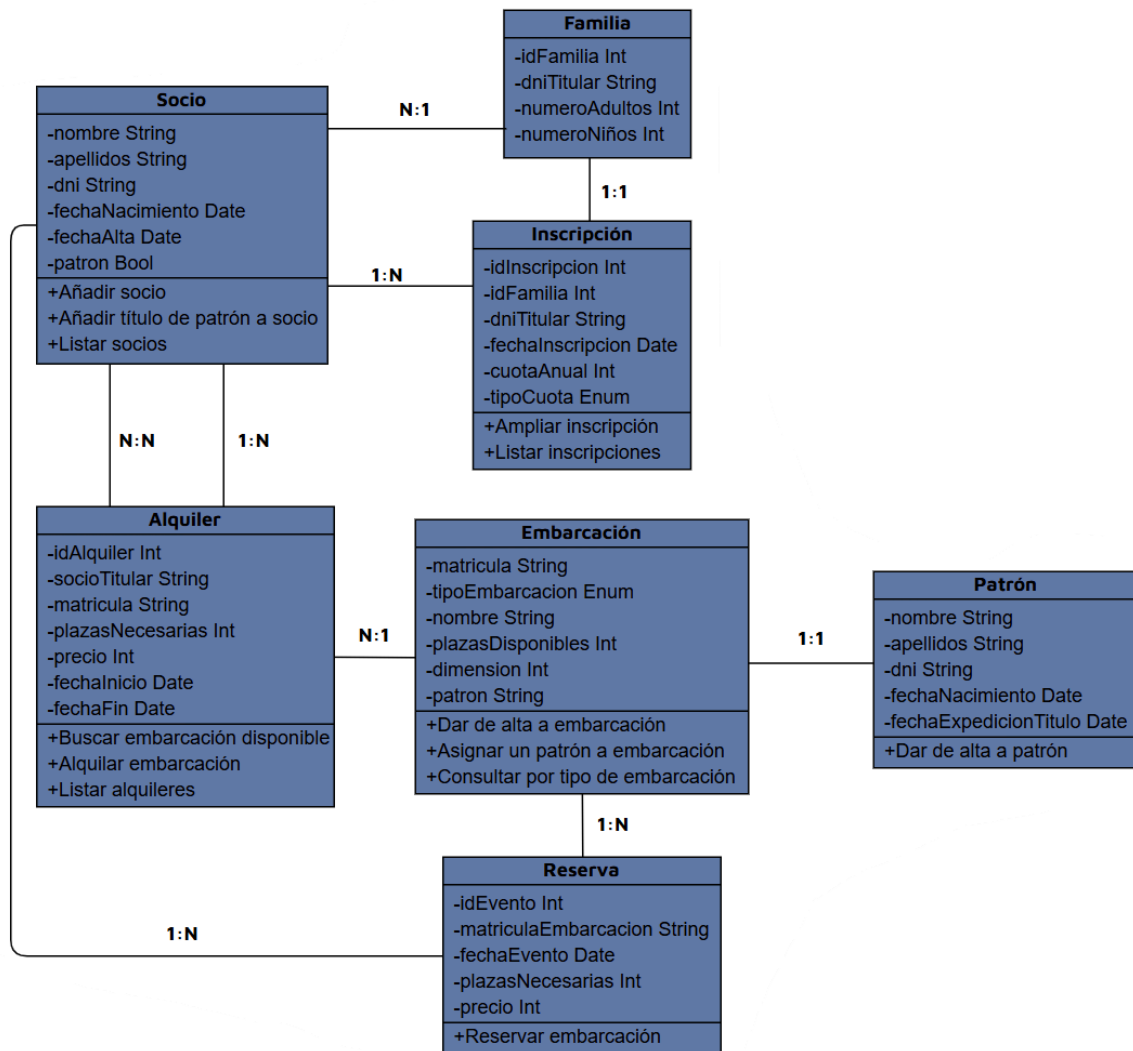 Familia
-idFamilia Int
-dniTitular String
-numeroAdultos Int
-numeroNiños Int
Socio
-nombre String
-apellidos String
-dni String
-fechaNacimiento Date
-fechaAlta Date
-patron Bool
+Añadir socio
+Añadir título de patrón a socio
+Listar socios
N:1
1:1
Inscripción
-idInscripcion Int
-idFamilia Int
-dniTitular String
-fechaInscripcion Date
-cuotaAnual Int
-tipoCuota Enum
+Ampliar inscripción
+Listar inscripciones
1:N
N:N
1:N
Alquiler
-idAlquiler Int
-socioTitular String
-matricula String
-plazasNecesarias Int
-precio Int
-fechaInicio Date
-fechaFin Date
+Buscar embarcación disponible
+Alquilar embarcación
+Listar alquileres
N:1
Embarcación
-matricula String
-tipoEmbarcacion Enum
-nombre String
-plazasDisponibles Int
-dimension Int
-patron String
+Dar de alta a embarcación
+Asignar un patrón a embarcación
+Consultar por tipo de embarcación
1:1
Patrón
-nombre String
-apellidos String
-dni String
-fechaNacimiento Date
-fechaExpedicionTitulo Date
+Dar de alta a patrón
1:N
Reserva
-idEvento Int
-matriculaEmbarcacion String
-fechaEvento Date
-plazasNecesarias Int
-precio Int
+Reservar embarcación
1:N